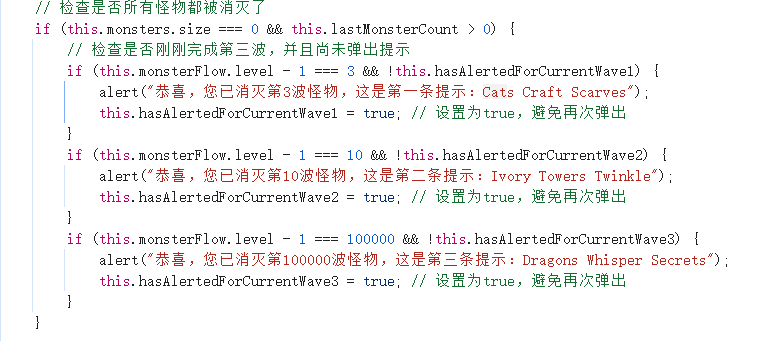 // 检查是否所有怪物都被消灭了
if (this.monsters.size === 0 && this.lastMonsterCount > 0) {
// 检查是否刚刚完成第三波，并且尚未弹出提示
if (this.monsterFlow.level - 1 === 3 && !this.hasAlertedForCurrentWave1) {
alert("恭喜，您已消灭第3波怪物，这是第一条提示：Cats Craft Scarves");
this.hasAlertedForCurrentWave1 = true; // 设置为true，避免再次弹出
}
if (this.monsterFlow.level - 1 === 10 && !this.hasAlertedForCurrentWave2) {
alert("恭喜，您已消灭第10波怪物，这是第二条提示：Ivory Towers Twinkle");
this.hasAlertedForCurrentWave2 = true; // 设置为true，避免再次弹出
}
if (this.monsterFlow.level - 1 === 100000 && !this.hasAlertedForCurrentWave3) {
alert("恭喜，您已消灭第100000波怪物，这是第三条提示：Dragons Whisper Secrets");
this.hasAlertedForCurrentWave3 = true; // 设置为true，避免再次弹出
}
}